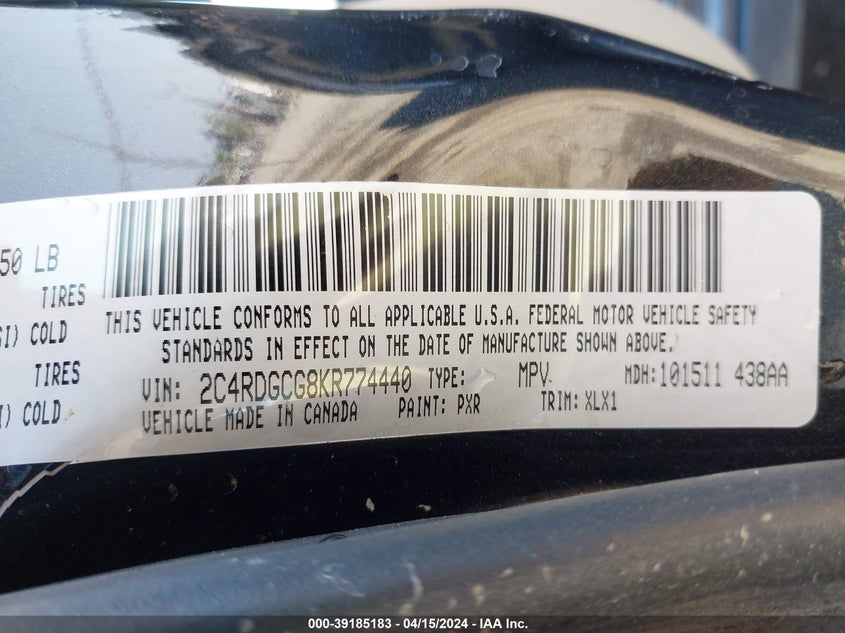 50 LB
TIRES
SI) COLD
TIRES
I) COLD
THIS VEHICLE CONFORMS TO ALL APPLICABLE U.S.A. FEDERAL MOTOR VEHICLE SAFETY
STANDARDS IN EFFECT ON THE DATE OF MANUFACTURE SHOWN ABOVE.
VIN: 2C4RDGCG8KR774440 TYPE: MPV MDH:101511 438AA
VEHICLE MADE IN CANADA PAINT: PXR TRIM: XLX1
000-39185183 - 04/15/2024 - IAA Inc.